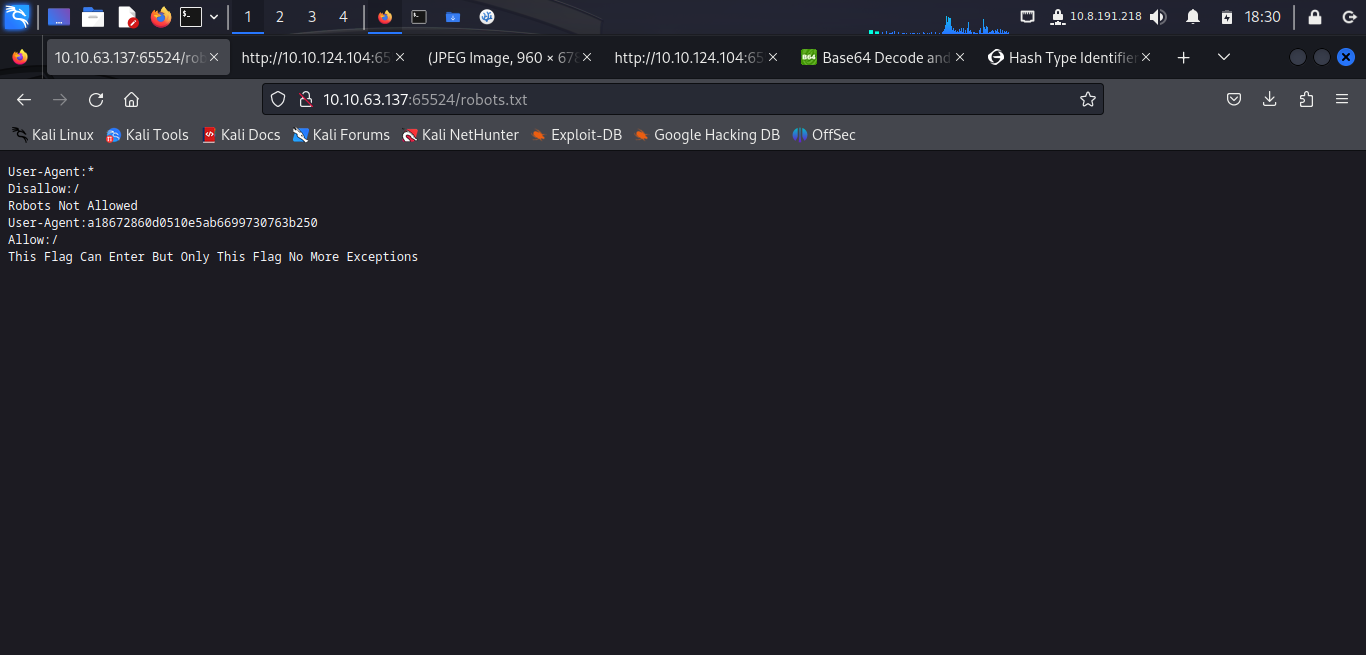 1 2 3 4 10.8.191.218 18:30
10.10.63.137:65524/rob http://10.10.124.104:65 (JPEG Image, 960 × 678 http://10.10.124.104:65 B64 Base64 Decode and Hash Type Identifier
10.10.63.137:65524/robots.txt
Kali Linux Kali Tools Kali Docs Kali Forums Kali NetHunter Exploit-DB Google Hacking DB OffSec
User-Agent:*
Disallow:/
Robots Not Allowed
User-Agent:a18672860d0510e5ab6699730763b250
Allow:/
This Flag Can Enter But Only This Flag No More Exceptions